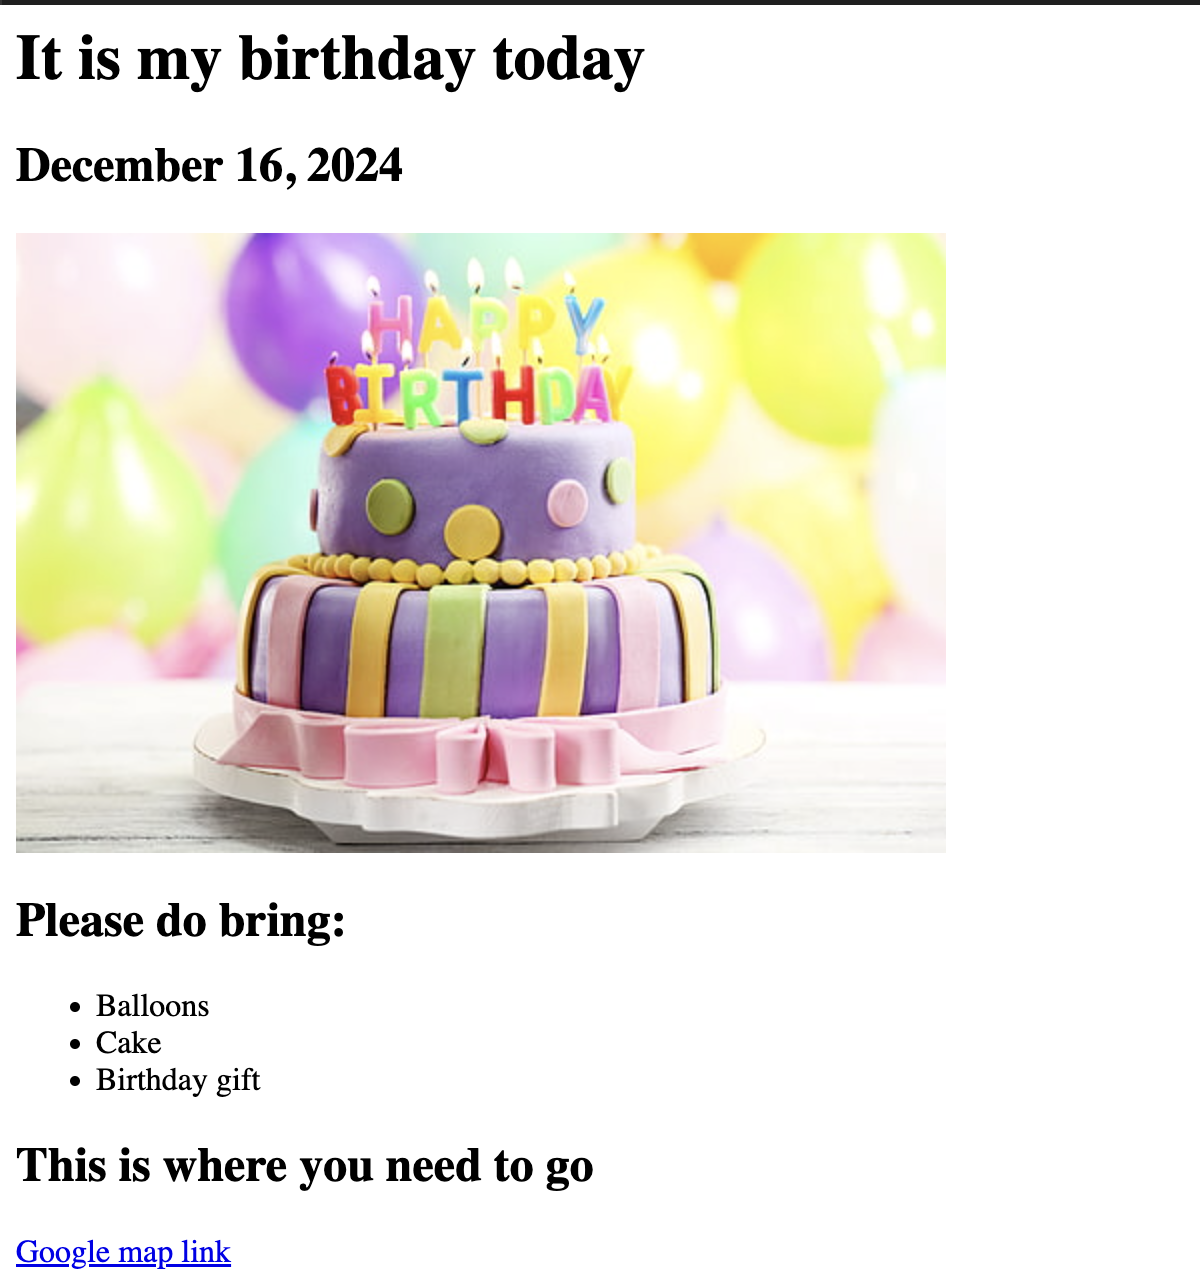 It is my birthday today
December 16, 2024
HAPPY
BIRTHDAY
Please do bring:
Balloons
Cake
Birthday gift
This is where you need to go
Google map link